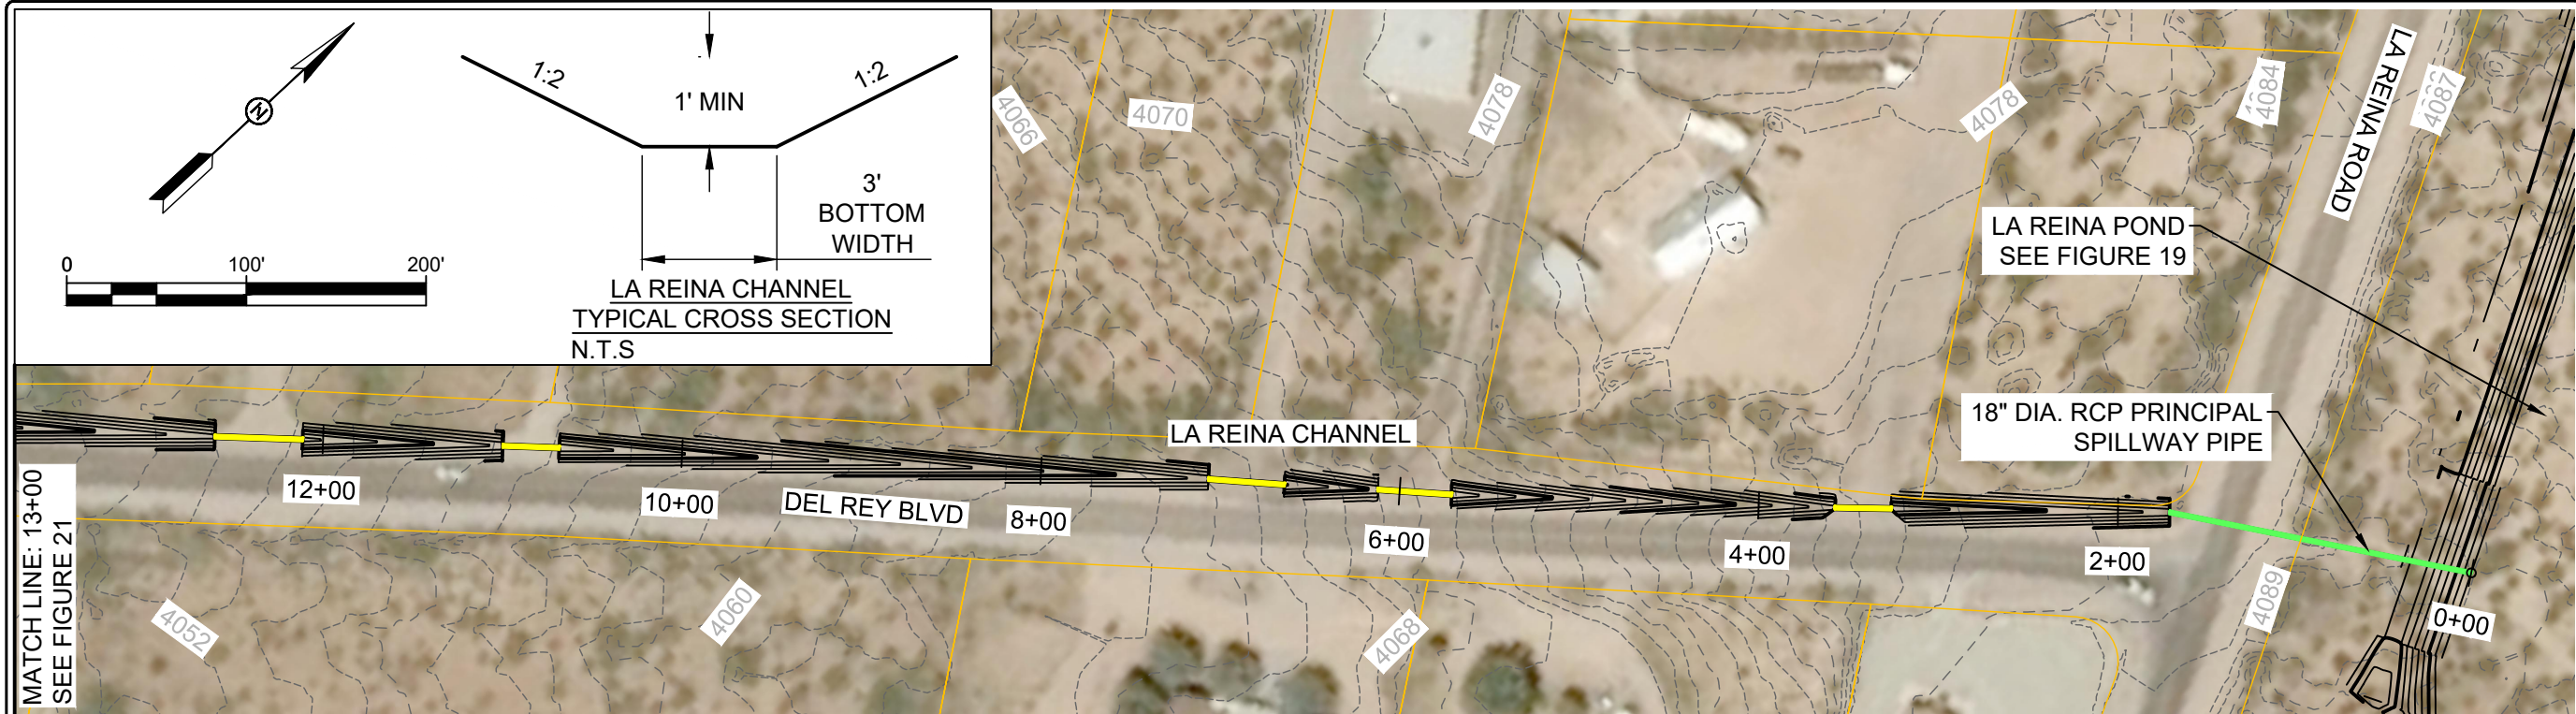 N
0 100' 200'
1:2
1:2
1' MIN
3'
BOTTOM
WIDTH
LA REINA CHANNEL
TYPICAL CROSS SECTION
N.T.S
4066
4070
4078
4078
4084
4087
LA REINA ROAD
LA REINA POND
SEE FIGURE 19
18" DIA. RCP PRINCIPAL
SPILLWAY PIPE
LA REINA CHANNEL
MATCH LINE: 13+00
SEE FIGURE 21
12+00
10+00
DEL REY BLVD
8+00
6+00
4+00
2+00
0+00
4052
4060
4068
4089